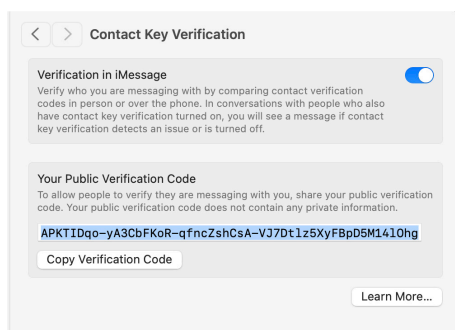 Contact Key Verification
Verification in iMessage
Verify who you are messaging with by comparing contact verification
codes in person or over the phone. In conversations with people who also
have contact key verification turned on, you will see a message if contact
key verification detects an issue or is turned off.
Your Public Verification Code
To allow people to verify they are messaging with you, share your public verification
code. Your public verification code does not contain any private information.
APKTIDqo-yA3CbFKoR-qfncZshCsA-VJ7Dtlz5XyFBpD5M14lOhg
Copy Verification Code
Learn More...